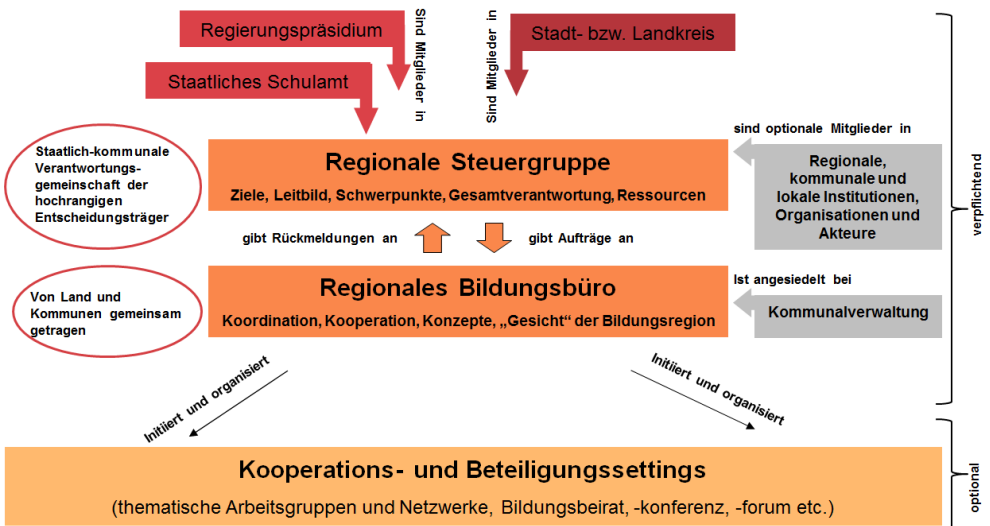 Regierungspräsidium
Sind Mitglieder in
Stadt- bzw. Landkreis
Sind Mitglieder in
Staatliches Schulamt
sind optionale Mitglieder in
Staatlich-kommunale
Verantwortungs-
gemeinschaft der
hochrangigen
Entscheidungsträger
Regionale Steuergruppe
Ziele, Leitbild, Schwerpunkte, Gesamtverantwortung, Ressourcen
Regionale,
kommunale und
lokale Institutionen,
Organisationen und
Akteure
verpflichtend
gibt Rückmeldungen an
gibt Aufträge an
Von Land und
Kommunen gemeinsam
getragen
Regionales Bildungsbüro
Koordination, Kooperation, Konzepte, „Gesicht“ der Bildungsregion
Ist angesiedelt bei
Kommunalverwaltung
Initiiert und organisiert
Initiiert und organisiert
Kooperations- und Beteiligungssettings
(thematische Arbeitsgruppen und Netzwerke, Bildungsbeirat, -konferenz, -forum etc.)
optional